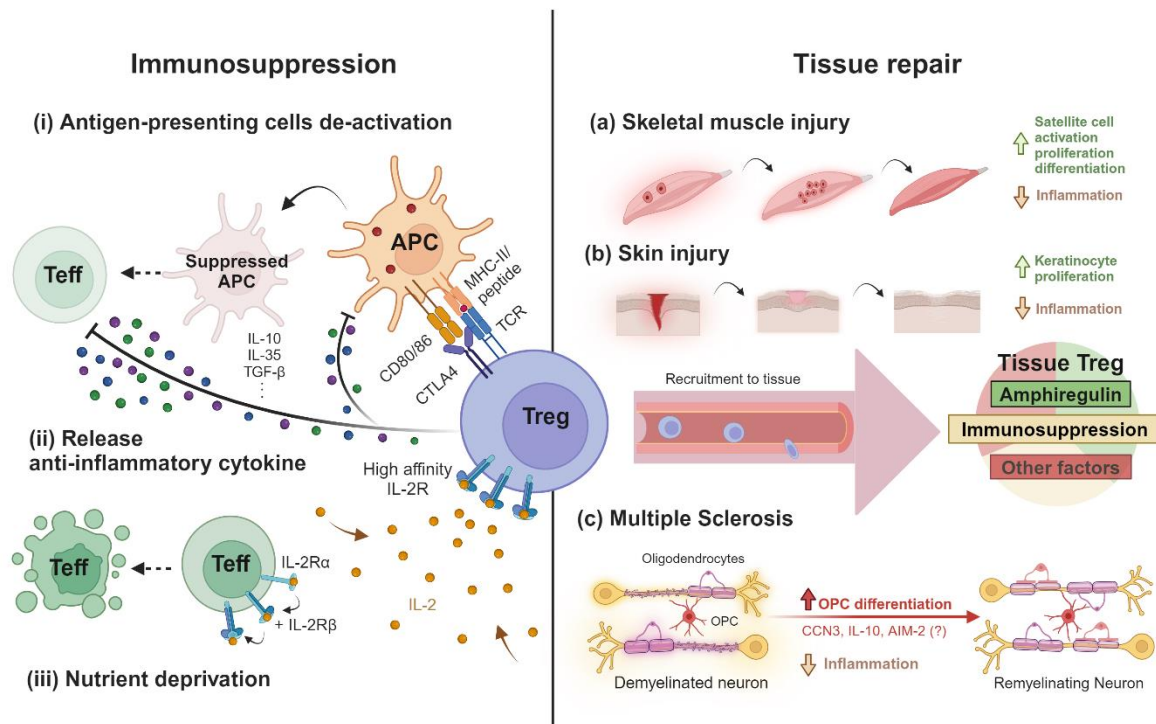 Immunosuppression
(i) Antigen-presenting cells de-activation
Teff
Suppressed
APC
APC
MHC-II/
peptide
TCR
CD80/86
CTLA4
IL-10
IL-35
TGF-β
⋮
Treg
(ii) Release
anti-inflammatory cytokine
High affinity
IL-2R
Teff
Teff
IL-2Rα
+ IL-2Rβ
IL-2
(iii) Nutrient deprivation
Tissue repair
(a) Skeletal muscle injury
Satellite cell
activation
proliferation
differentiation
Inflammation
(b) Skin injury
Keratinocyte
proliferation
Inflammation
Recruitment to tissue
Tissue Treg
Amphiregulin
Immunosuppression
Other factors
(c) Multiple Sclerosis
Oligodendrocytes
OPC
Demyelinated neuron
OPC differentiation
CCN3, IL-10, AIM-2 (?)
Inflammation
Remyelinating Neuron